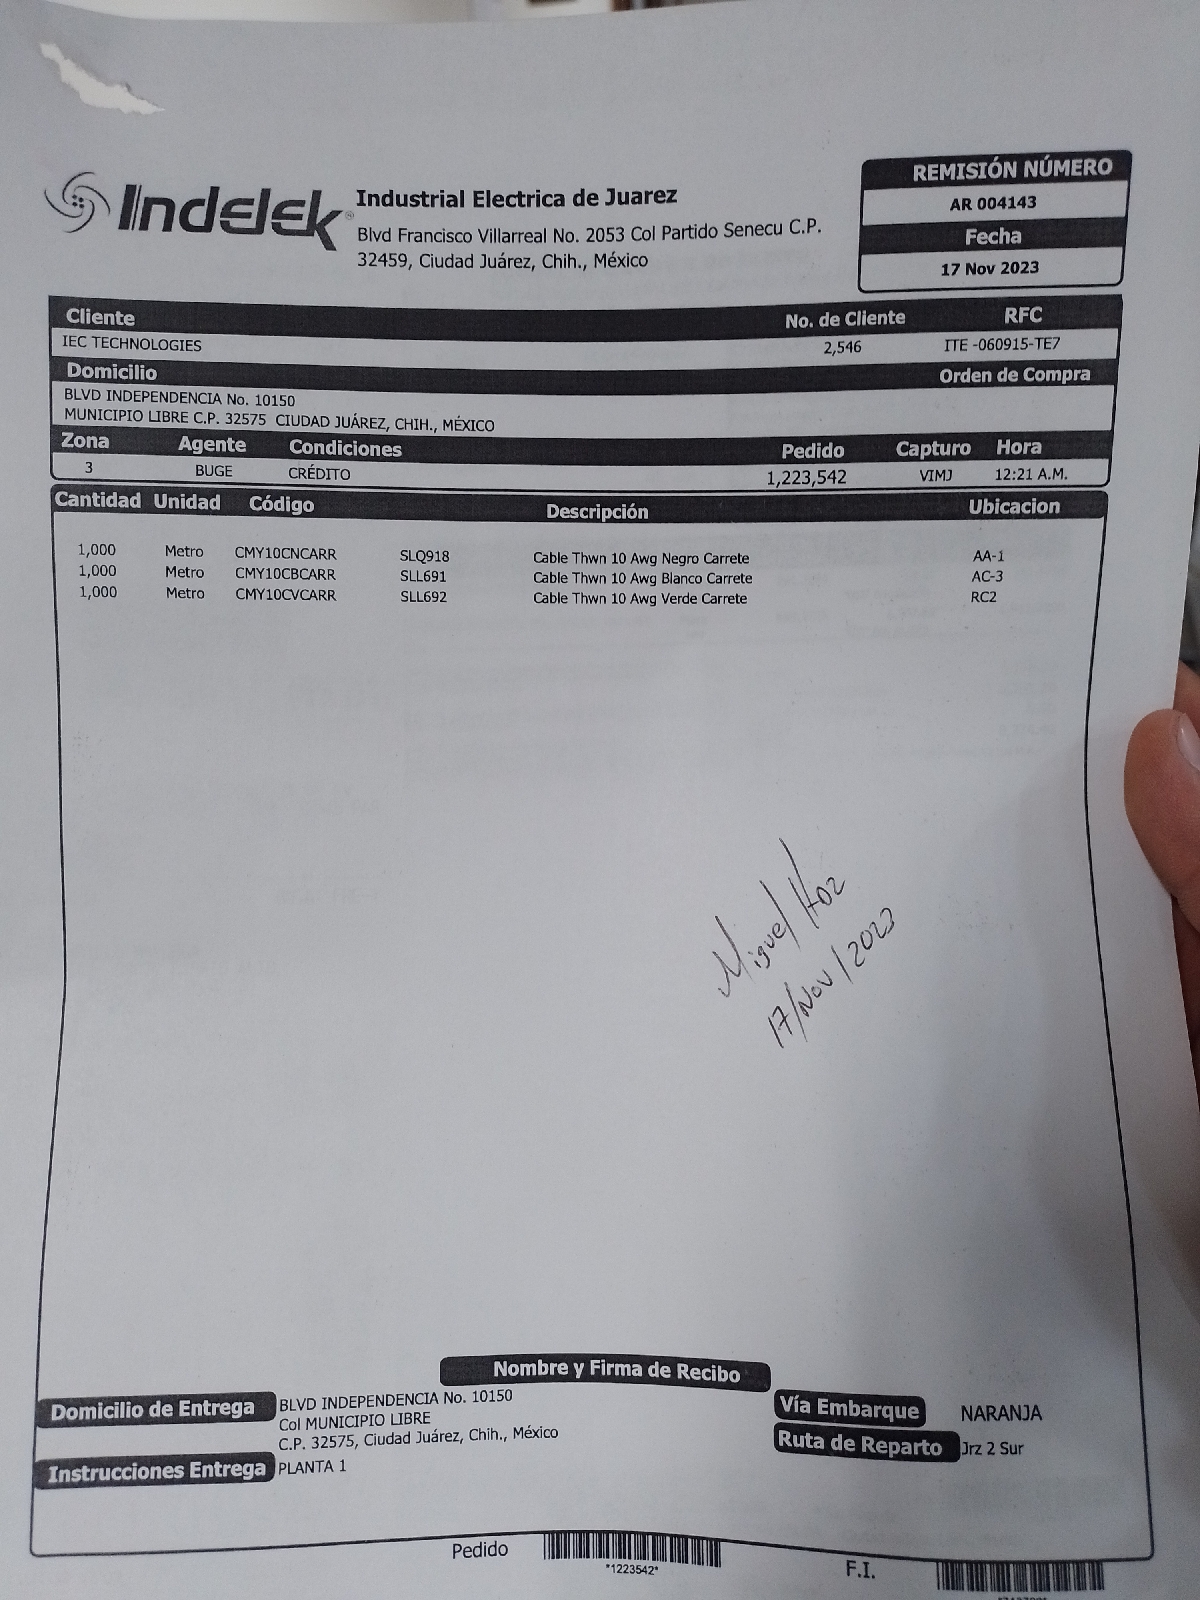 Indelek®
Industrial Electrica de Juarez
Blvd Francisco Villarreal No. 2053 Col Partido Senecu C.P.
32459, Ciudad Juárez, Chih., México
REMISIÓN NÚMERO
AR 004143
Fecha
17 Nov 2023
Cliente No. de Cliente RFC
IEC TECHNOLOGIES 2,546 ITE -060915-TE7
Domicilio Orden de Compra
BLVD INDEPENDENCIA No. 10150
MUNICIPIO LIBRE C.P. 32575 CIUDAD JUÁREZ, CHIH., MÉXICO
Zona Agente Condiciones Pedido Capturo Hora
3 BUGE CRÉDITO 1,223,542 VIMJ 12:21 A.M.
Cantidad Unidad Código Descripción Ubicacion
1,000 Metro CMY10CNCARR SLQ918 Cable Thwn 10 Awg Negro Carrete AA-1
1,000 Metro CMY10CBCARR SLL691 Cable Thwn 10 Awg Blanco Carrete AC-3
1,000 Metro CMY10CVCARR SLL692 Cable Thwn 10 Awg Verde Carrete RC2
Miguel Hdz
17/Nov/2023
Nombre y Firma de Recibo
Domicilio de Entrega BLVD INDEPENDENCIA No. 10150
Col MUNICIPIO LIBRE
C.P. 32575, Ciudad Juárez, Chih., México
Vía Embarque NARANJA
Ruta de Reparto Jrz 2 Sur
Instrucciones Entrega PLANTA 1
Pedido
*1223542*
F.I.